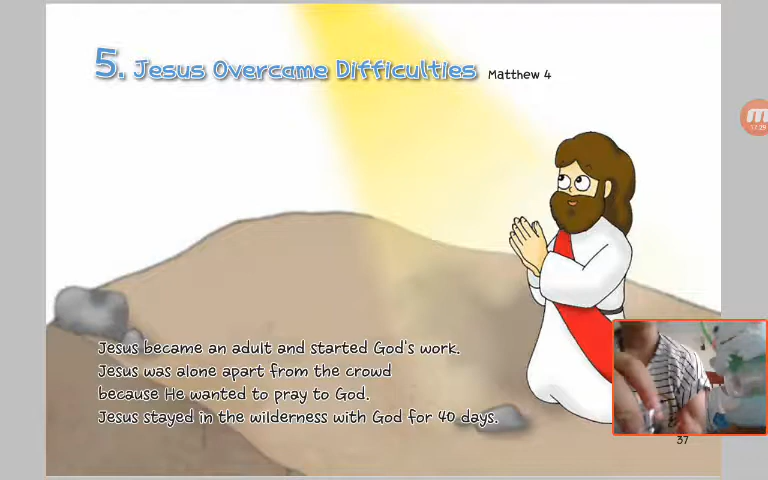 5. Jesus Overcame Difficulties Matthew 4
17:29
Jesus became an adult and started God's work.
Jesus was alone apart from the crowd
because He wanted to pray to God.
Jesus stayed in the wilderness with God for 40 days.
37